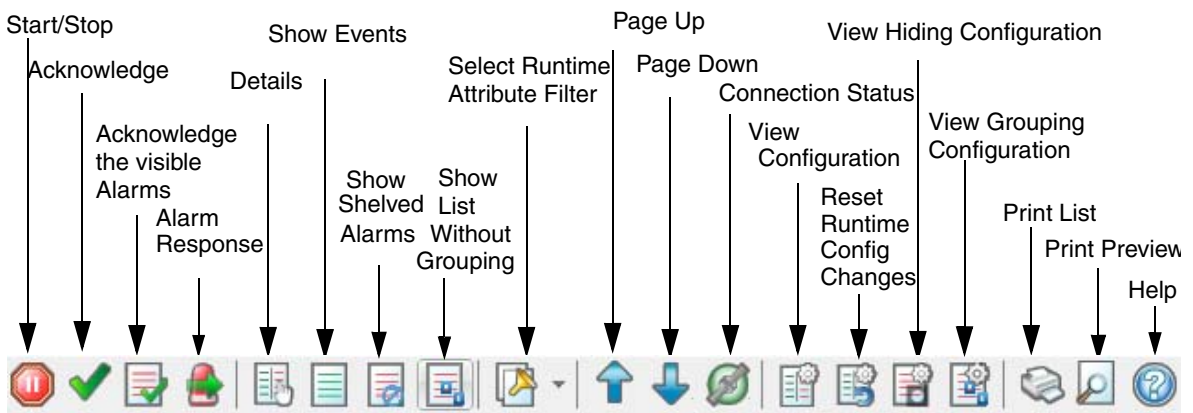 Start/Stop
Acknowledge
Acknowledge
the visible
Alarms
Alarm
Response
Details
Show Events
Show
Shelved
Alarms
Show
List
Without
Grouping
Select Runtime
Attribute Filter
Page Up
Page Down
Connection Status
View
Configuration
Reset
Runtime
Config
Changes
View Hiding Configuration
View Grouping
Configuration
Print List
Print Preview
Help